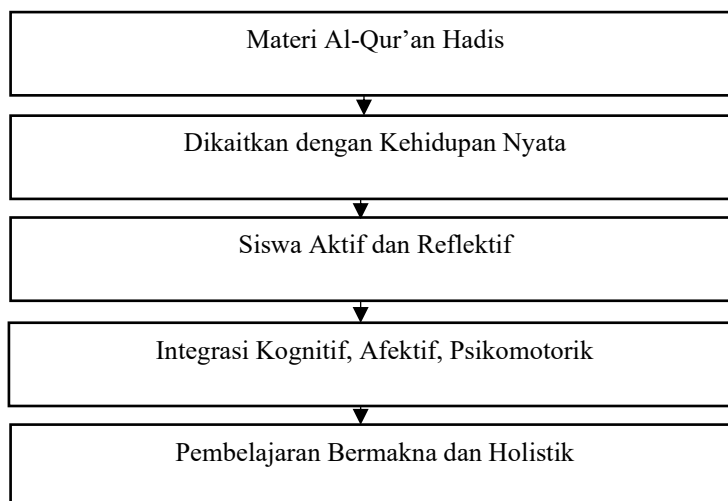 Materi Al-Qur’an Hadis
Dikaitkan dengan Kehidupan Nyata
Siswa Aktif dan Reflektif
Integrasi Kognitif, Afektif, Psikomotorik
Pembelajaran Bermakna dan Holistik